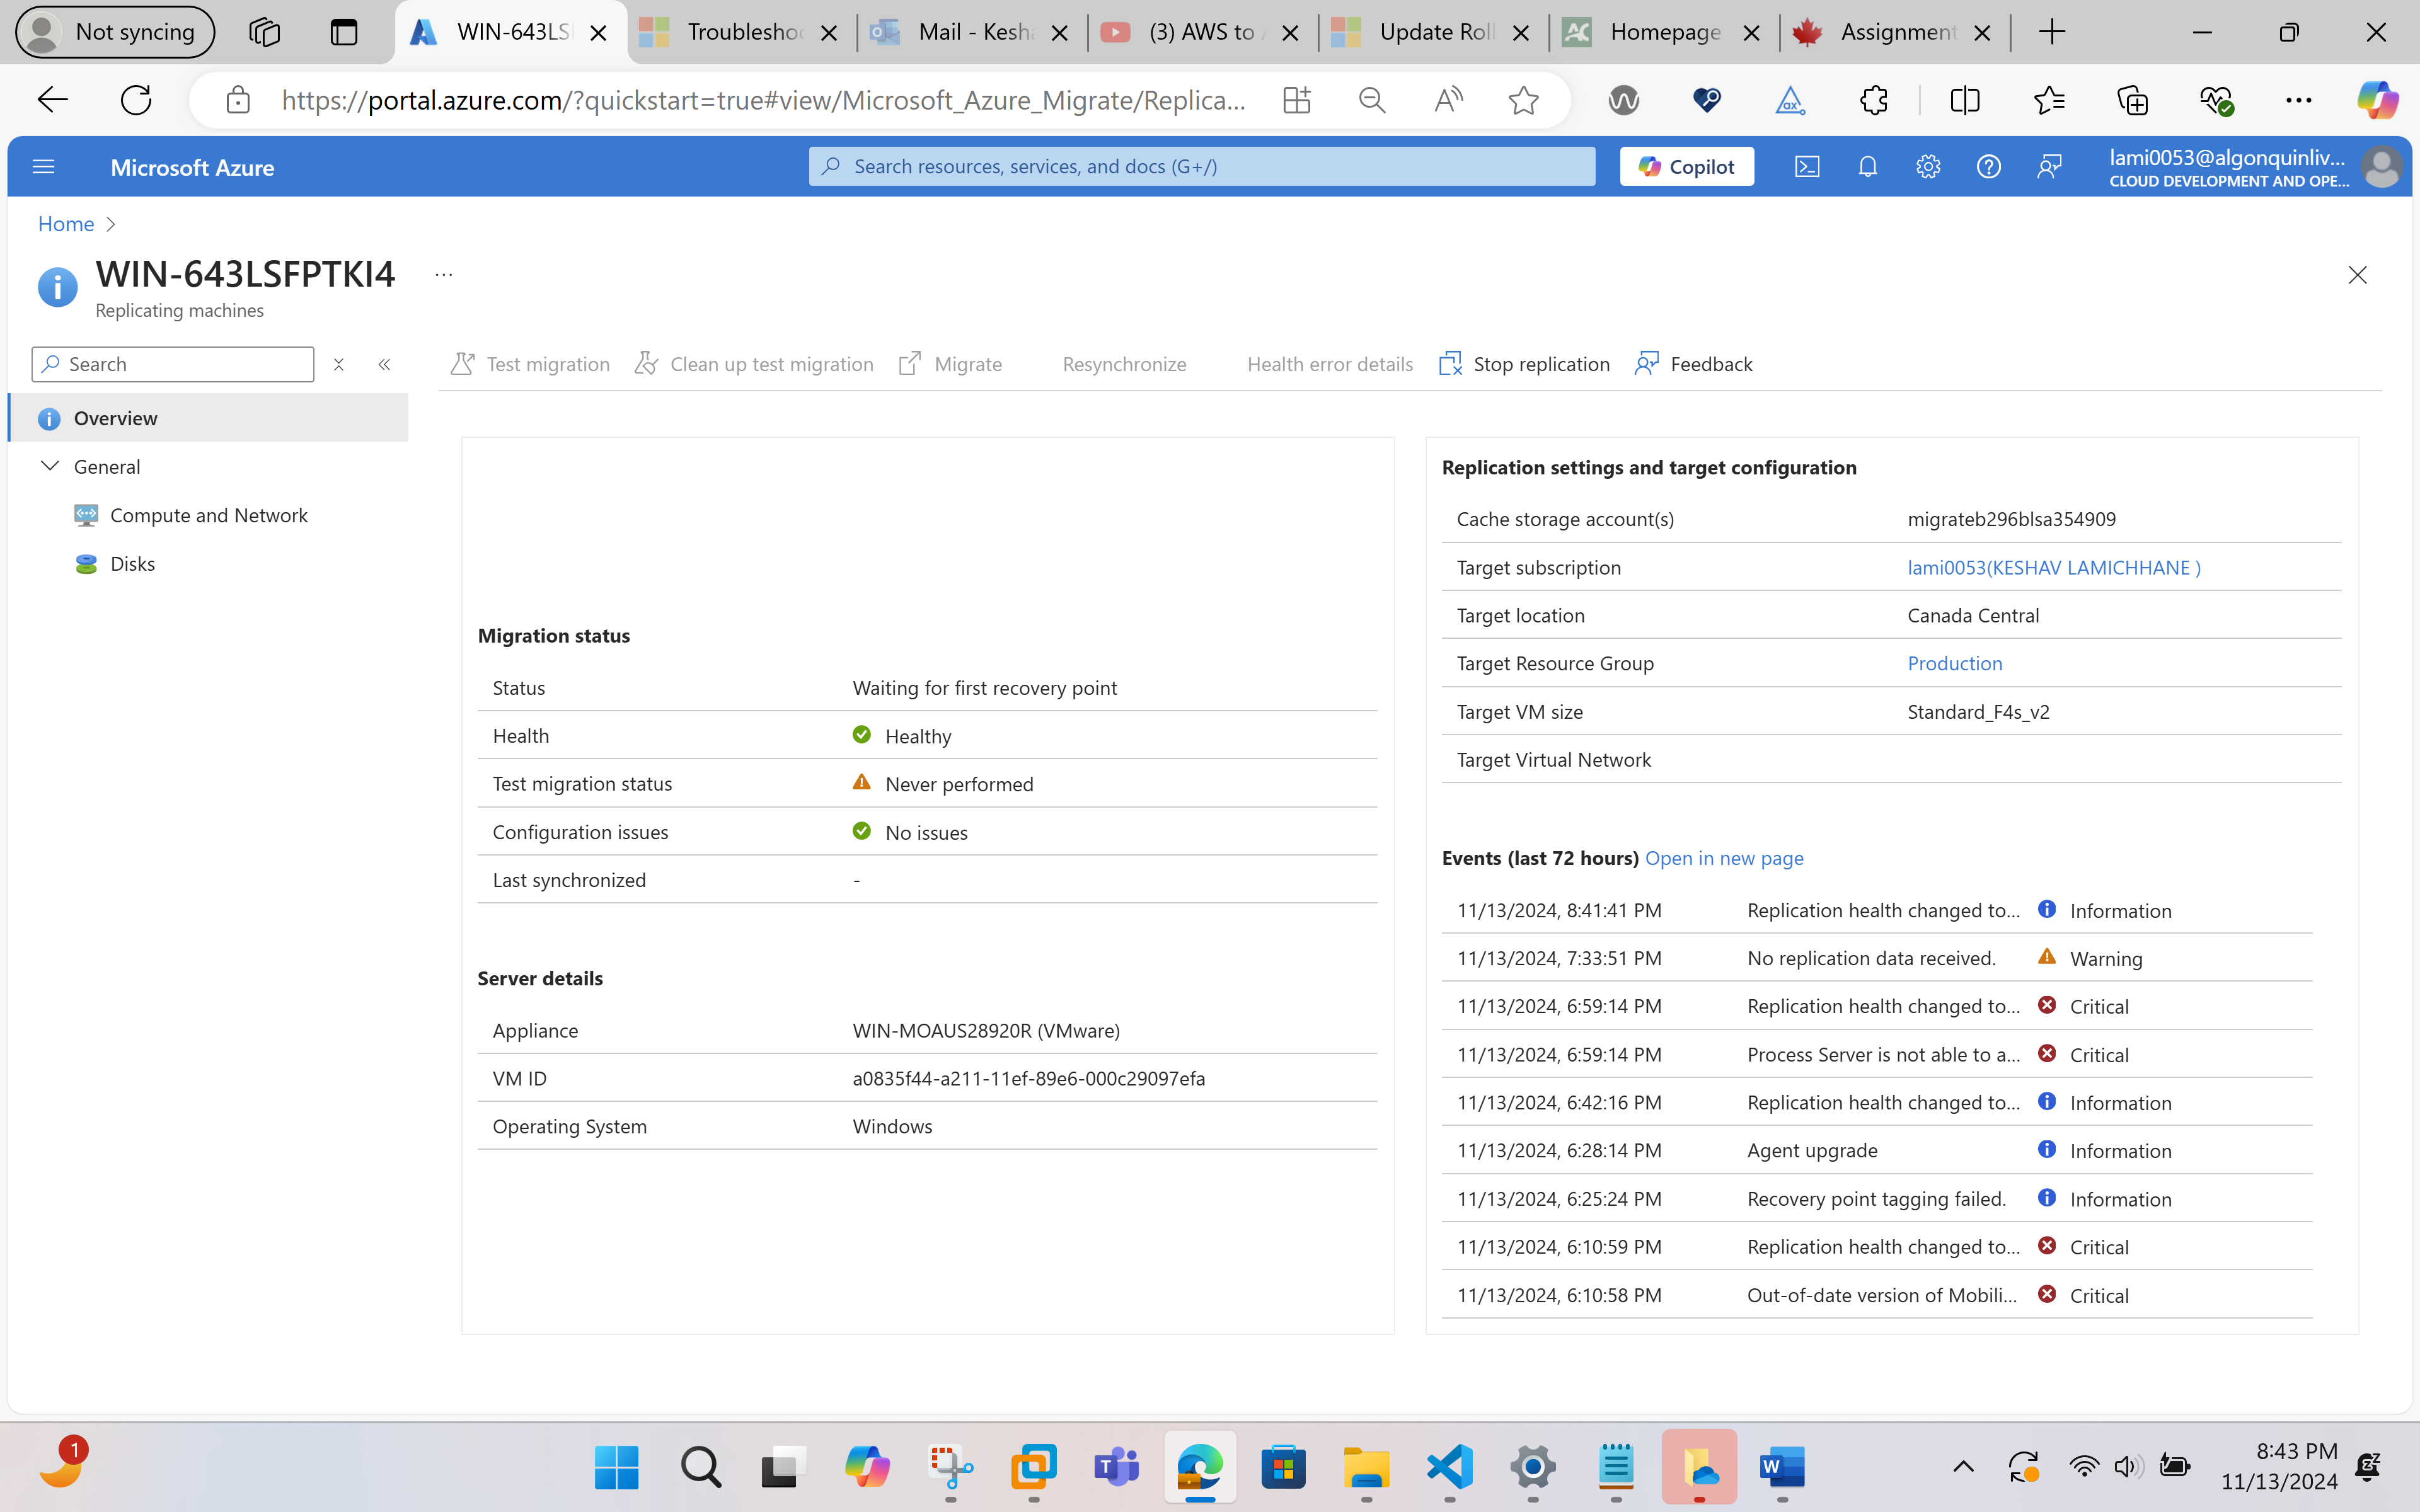 Not syncing
WIN-643LSI
Troubleshoo
Mail - Kesha
(3) AWS to
Update Roll
Homepage
Assignment
https://portal.azure.com/?quickstart=true#view/Microsoft_Azure_Migrate/Replica...
Microsoft Azure
Search resources, services, and docs (G+/)
Copilot
lami0053@algonquinliv...
CLOUD DEVELOPMENT AND OPE...
Home
WIN-643LSFPTKI4
...
Replicating machines
Search
Test migration
Clean up test migration
Migrate
Resynchronize
Health error details
Stop replication
Feedback
Overview
General
Compute and Network
Disks
Migration status
Status Waiting for first recovery point
Health Healthy
Test migration status Never performed
Configuration issues No issues
Last synchronized -
Server details
Appliance WIN-MOAUS28920R (VMware)
VM ID a0835f44-a211-11ef-89e6-000c29097efa
Operating System Windows
Replication settings and target configuration
Cache storage account(s) migrateb296blsa354909
Target subscription lami0053(KESHAV LAMICHHANE )
Target location Canada Central
Target Resource Group Production
Target VM size Standard_F4s_v2
Target Virtual Network
Events (last 72 hours) Open in new page
11/13/2024, 8:41:41 PM Replication health changed to... Information
11/13/2024, 7:33:51 PM No replication data received. Warning
11/13/2024, 6:59:14 PM Replication health changed to... Critical
11/13/2024, 6:59:14 PM Process Server is not able to a... Critical
11/13/2024, 6:42:16 PM Replication health changed to... Information
11/13/2024, 6:28:14 PM Agent upgrade Information
11/13/2024, 6:25:24 PM Recovery point tagging failed. Information
11/13/2024, 6:10:59 PM Replication health changed to... Critical
11/13/2024, 6:10:58 PM Out-of-date version of Mobili... Critical
1
8:43 PM
11/13/2024